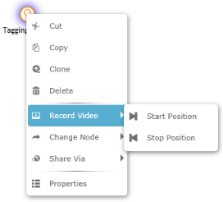 Tagging
Cut
Copy
Clone
Delete
Record Video
Start Position
Change Node
Stop Position
Share Via
Properties